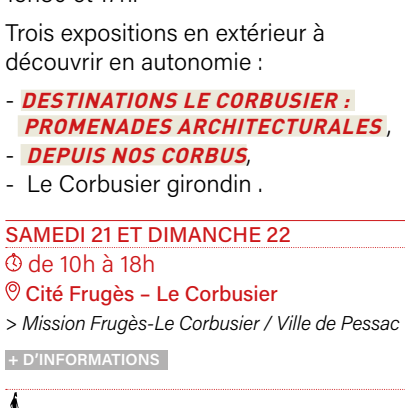 Trois expositions en extérieur à
découvrir en autonomie :
- DESTINATIONS LE CORBUSIER :
PROMENADES ARCHITECTURALES,
- DEPUIS NOS CORBUS,
- Le Corbusier girondin .
SAMEDI 21 ET DIMANCHE 22
de 10h à 18h
Cité Frugès – Le Corbusier
> Mission Frugès-Le Corbusier / Ville de Pessac
+ D'INFORMATIONS